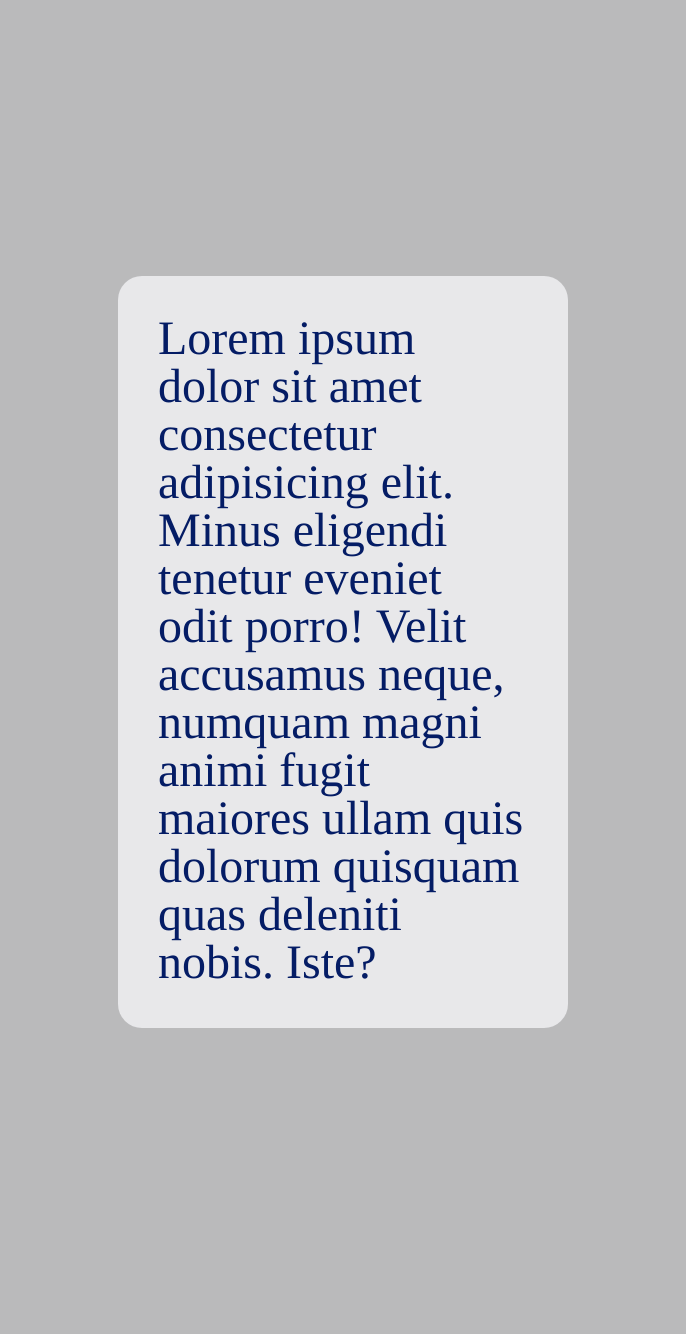 Lorem ipsum
dolor sit amet
consectetur
adipisicing elit.
Minus eligendi
tenetur eveniet
odit porro! Velit
accusamus neque,
numquam magni
animi fugit
maiores ullam quis
dolorum quisquam
quas deleniti
nobis. Iste?